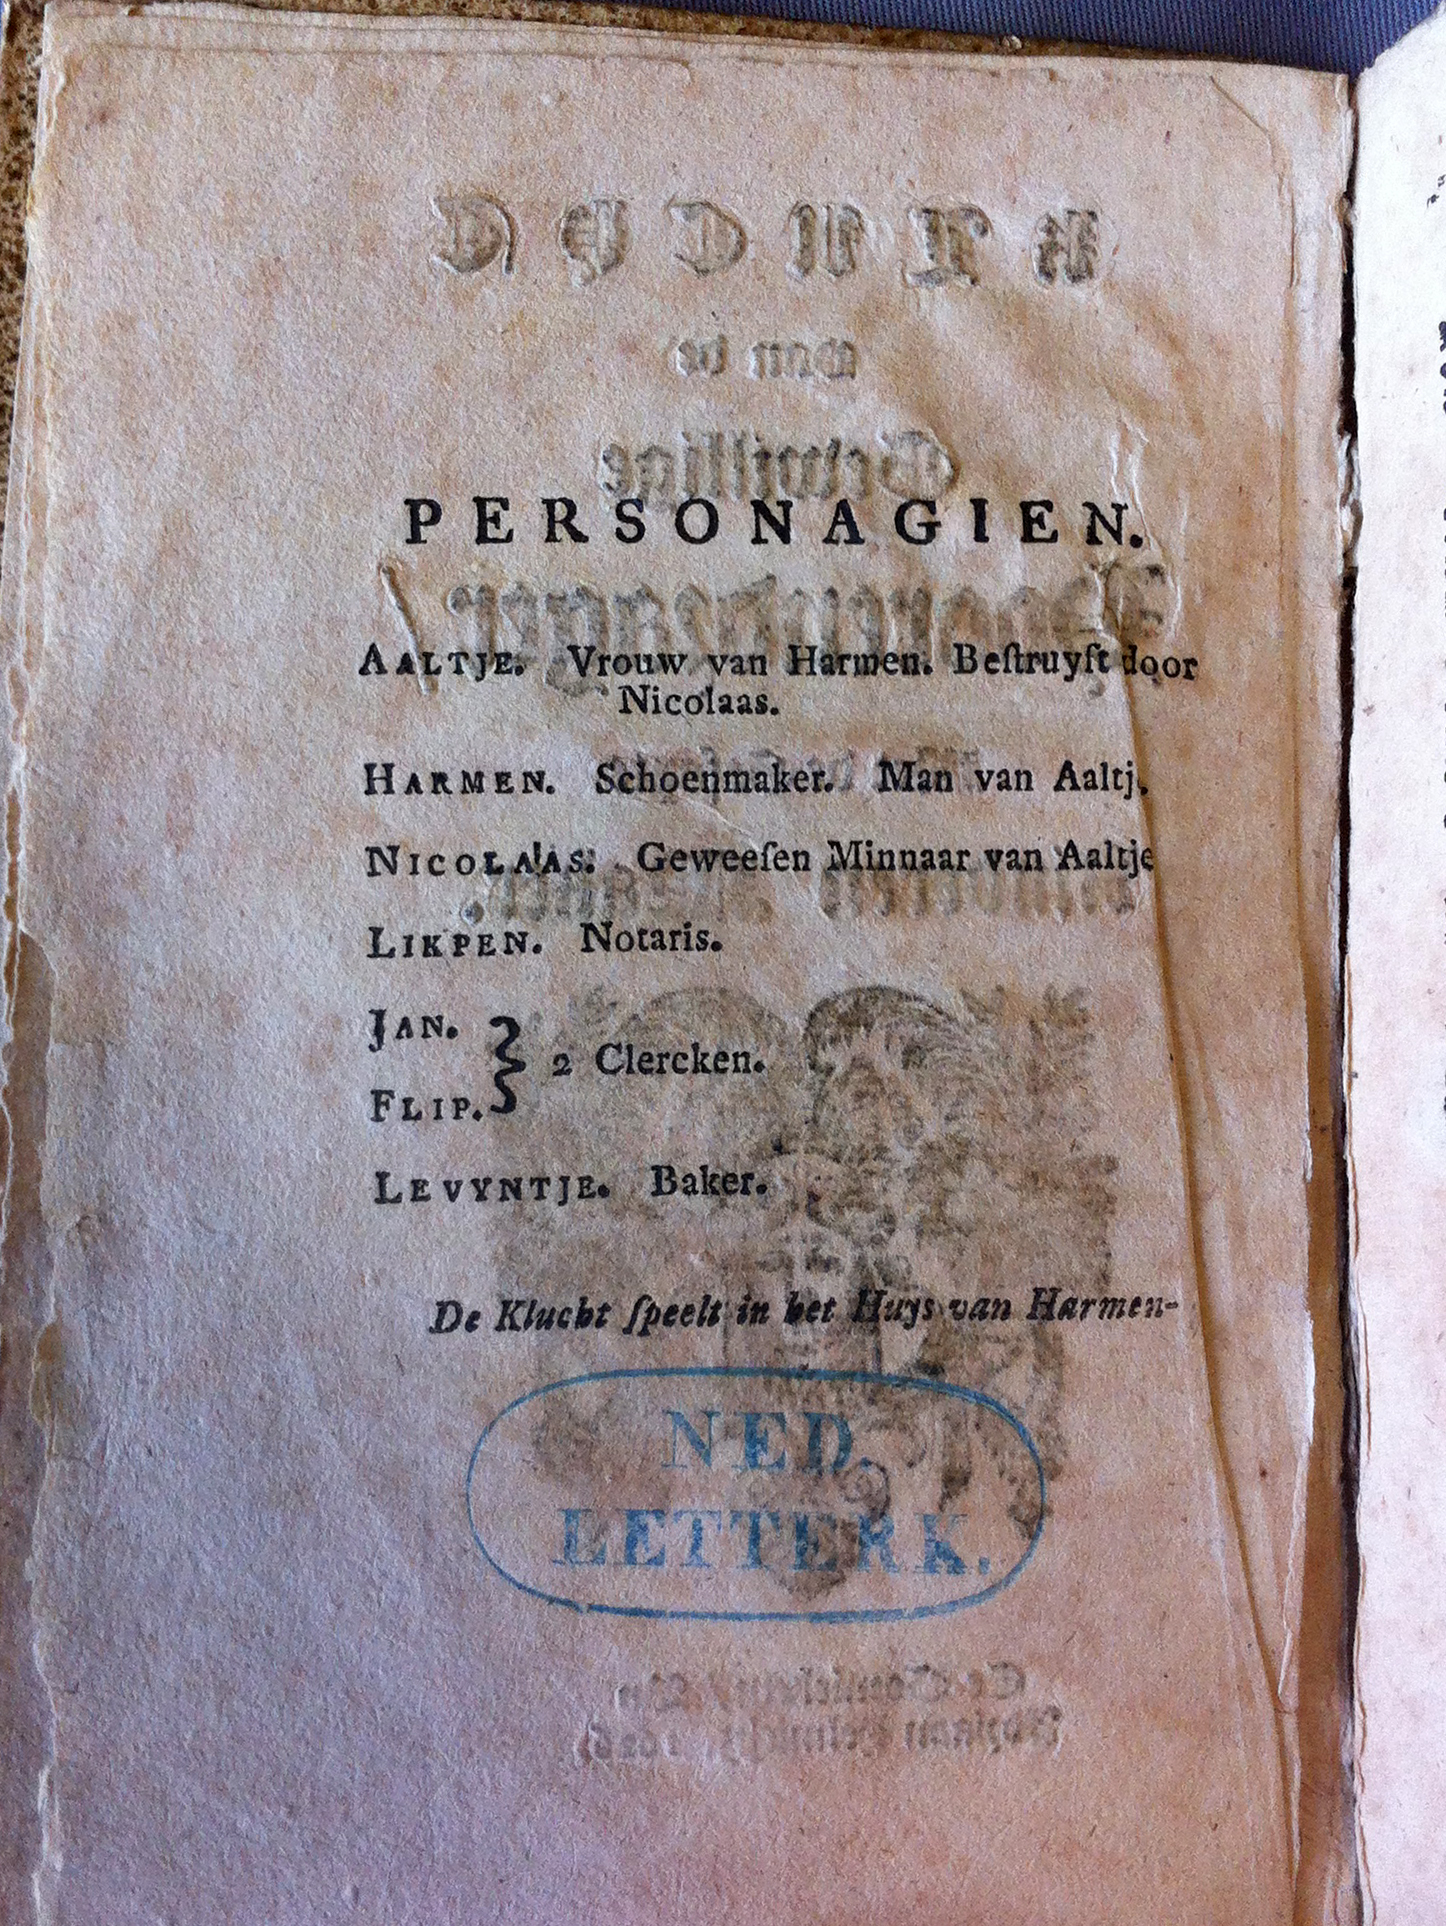 PERSONAGIEN.
AALTJE. Vrouw van Harmen. Beſtruyſt door
Nicolaas.
HARMEN. Schoenmaker. Man van Aaltj.
NICOLAAS. Geweeſen Minnaar van Aaltje
LIKPEN. Notaris.
JAN.
2 Clercken.
FLIP.
LEVYNTJE. Baker.
De Klucht ſpeelt in het Huys van Harmen-
NED.
LETTERK.